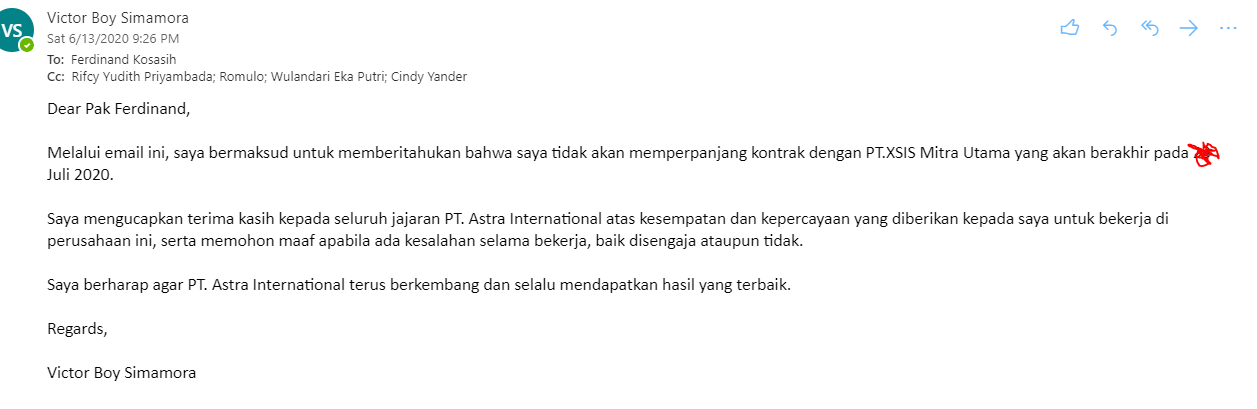 VS
Victor Boy Simamora
Sat 6/13/2020 9:26 PM
To: Ferdinand Kosasih
Cc: Rifcy Yudith Priyambada; Romulo; Wulandari Eka Putri; Cindy Yander
Dear Pak Ferdinand,
Melalui email ini, saya bermaksud untuk memberitahukan bahwa saya tidak akan memperpanjang kontrak dengan PT.XSIS Mitra Utama yang akan berakhir pada
Juli 2020.
Saya mengucapkan terima kasih kepada seluruh jajaran PT. Astra International atas kesempatan dan kepercayaan yang diberikan kepada saya untuk bekerja di
perusahaan ini, serta memohon maaf apabila ada kesalahan selama bekerja, baik disengaja ataupun tidak.
Saya berharap agar PT. Astra International terus berkembang dan selalu mendapatkan hasil yang terbaik.
Regards,
Victor Boy Simamora